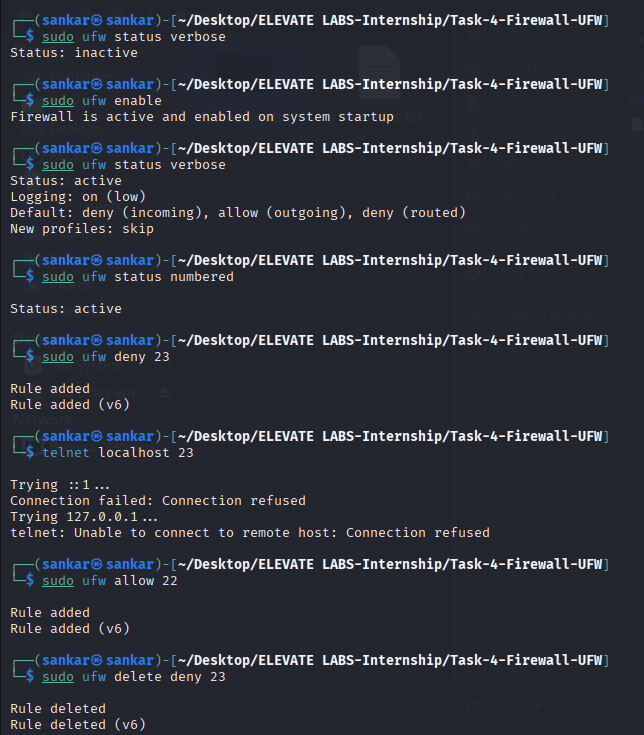 ┌──(sankar㉿sankar)-[~/Desktop/ELEVATE LABS-Internship/Task-4-Firewall-UFW]
└─$ sudo ufw status verbose
Status: inactive
┌──(sankar㉿sankar)-[~/Desktop/ELEVATE LABS-Internship/Task-4-Firewall-UFW]
└─$ sudo ufw enable
Firewall is active and enabled on system startup
┌──(sankar㉿sankar)-[~/Desktop/ELEVATE LABS-Internship/Task-4-Firewall-UFW]
└─$ sudo ufw status verbose
Status: active
Logging: on (low)
Default: deny (incoming), allow (outgoing), deny (routed)
New profiles: skip
┌──(sankar㉿sankar)-[~/Desktop/ELEVATE LABS-Internship/Task-4-Firewall-UFW]
└─$ sudo ufw status numbered
Status: active
┌──(sankar㉿sankar)-[~/Desktop/ELEVATE LABS-Internship/Task-4-Firewall-UFW]
└─$ sudo ufw deny 23
Rule added
Rule added (v6)
┌──(sankar㉿sankar)-[~/Desktop/ELEVATE LABS-Internship/Task-4-Firewall-UFW]
└─$ telnet localhost 23
Trying ::1...
Connection failed: Connection refused
Trying 127.0.0.1...
telnet: Unable to connect to remote host: Connection refused
┌──(sankar㉿sankar)-[~/Desktop/ELEVATE LABS-Internship/Task-4-Firewall-UFW]
└─$ sudo ufw allow 22
Rule added
Rule added (v6)
┌──(sankar㉿sankar)-[~/Desktop/ELEVATE LABS-Internship/Task-4-Firewall-UFW]
└─$ sudo ufw delete deny 23
Rule deleted
Rule deleted (v6)